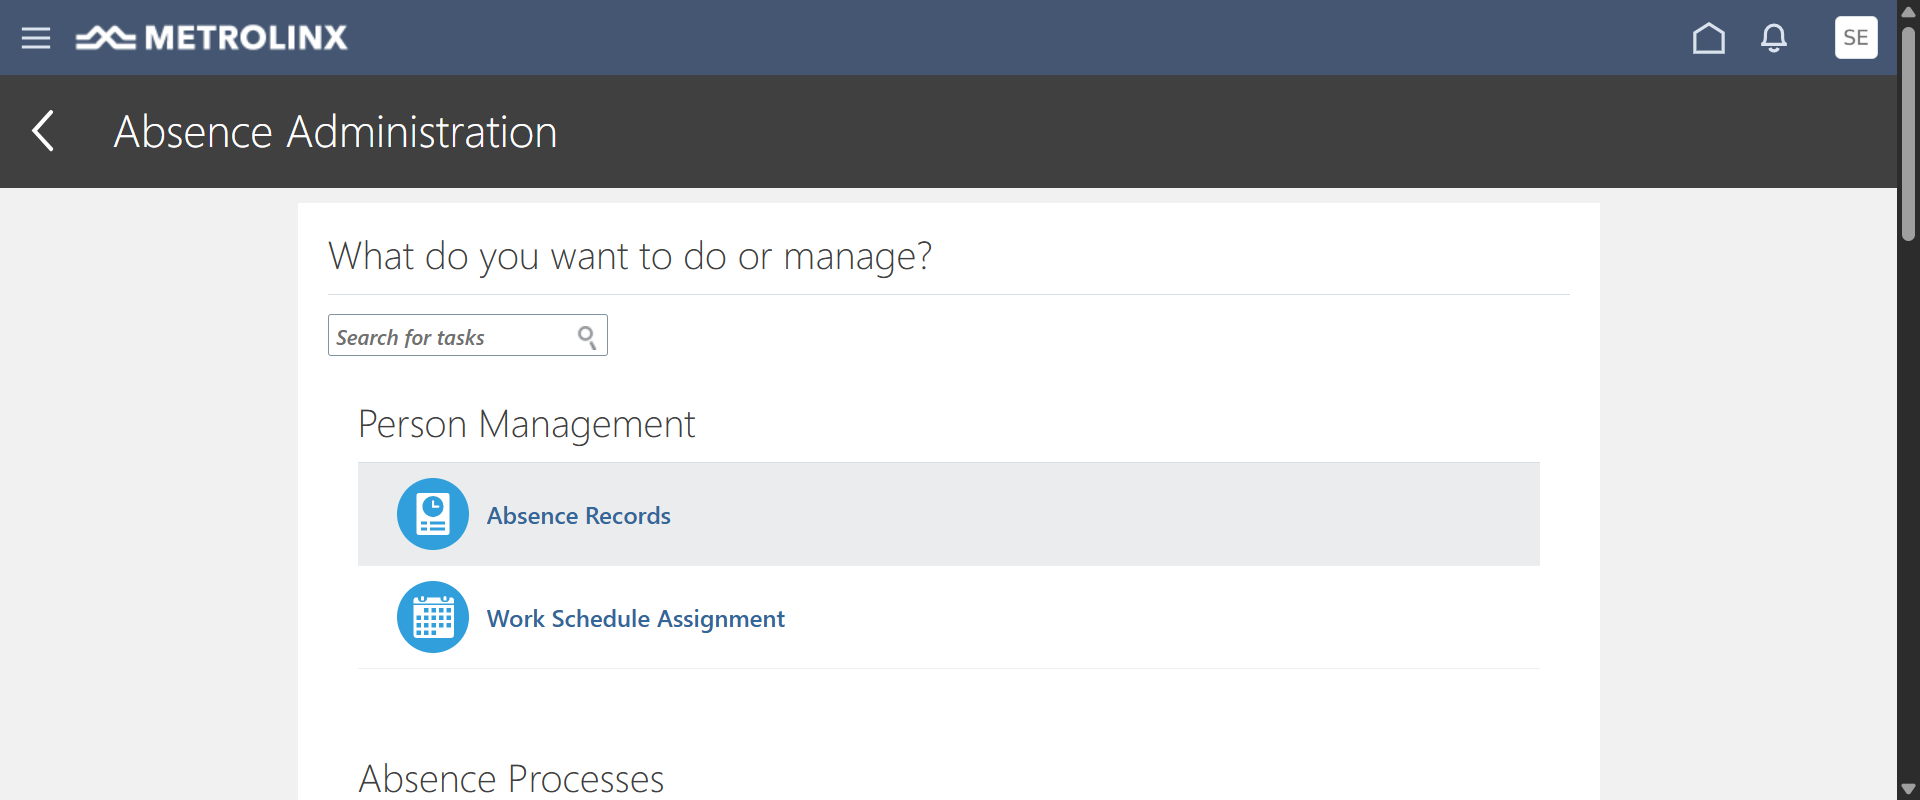 METROLINX
SE
Absence Administration
What do you want to do or manage?
Search for tasks
Person Management
Absence Records
Work Schedule Assignment
Absence Processes